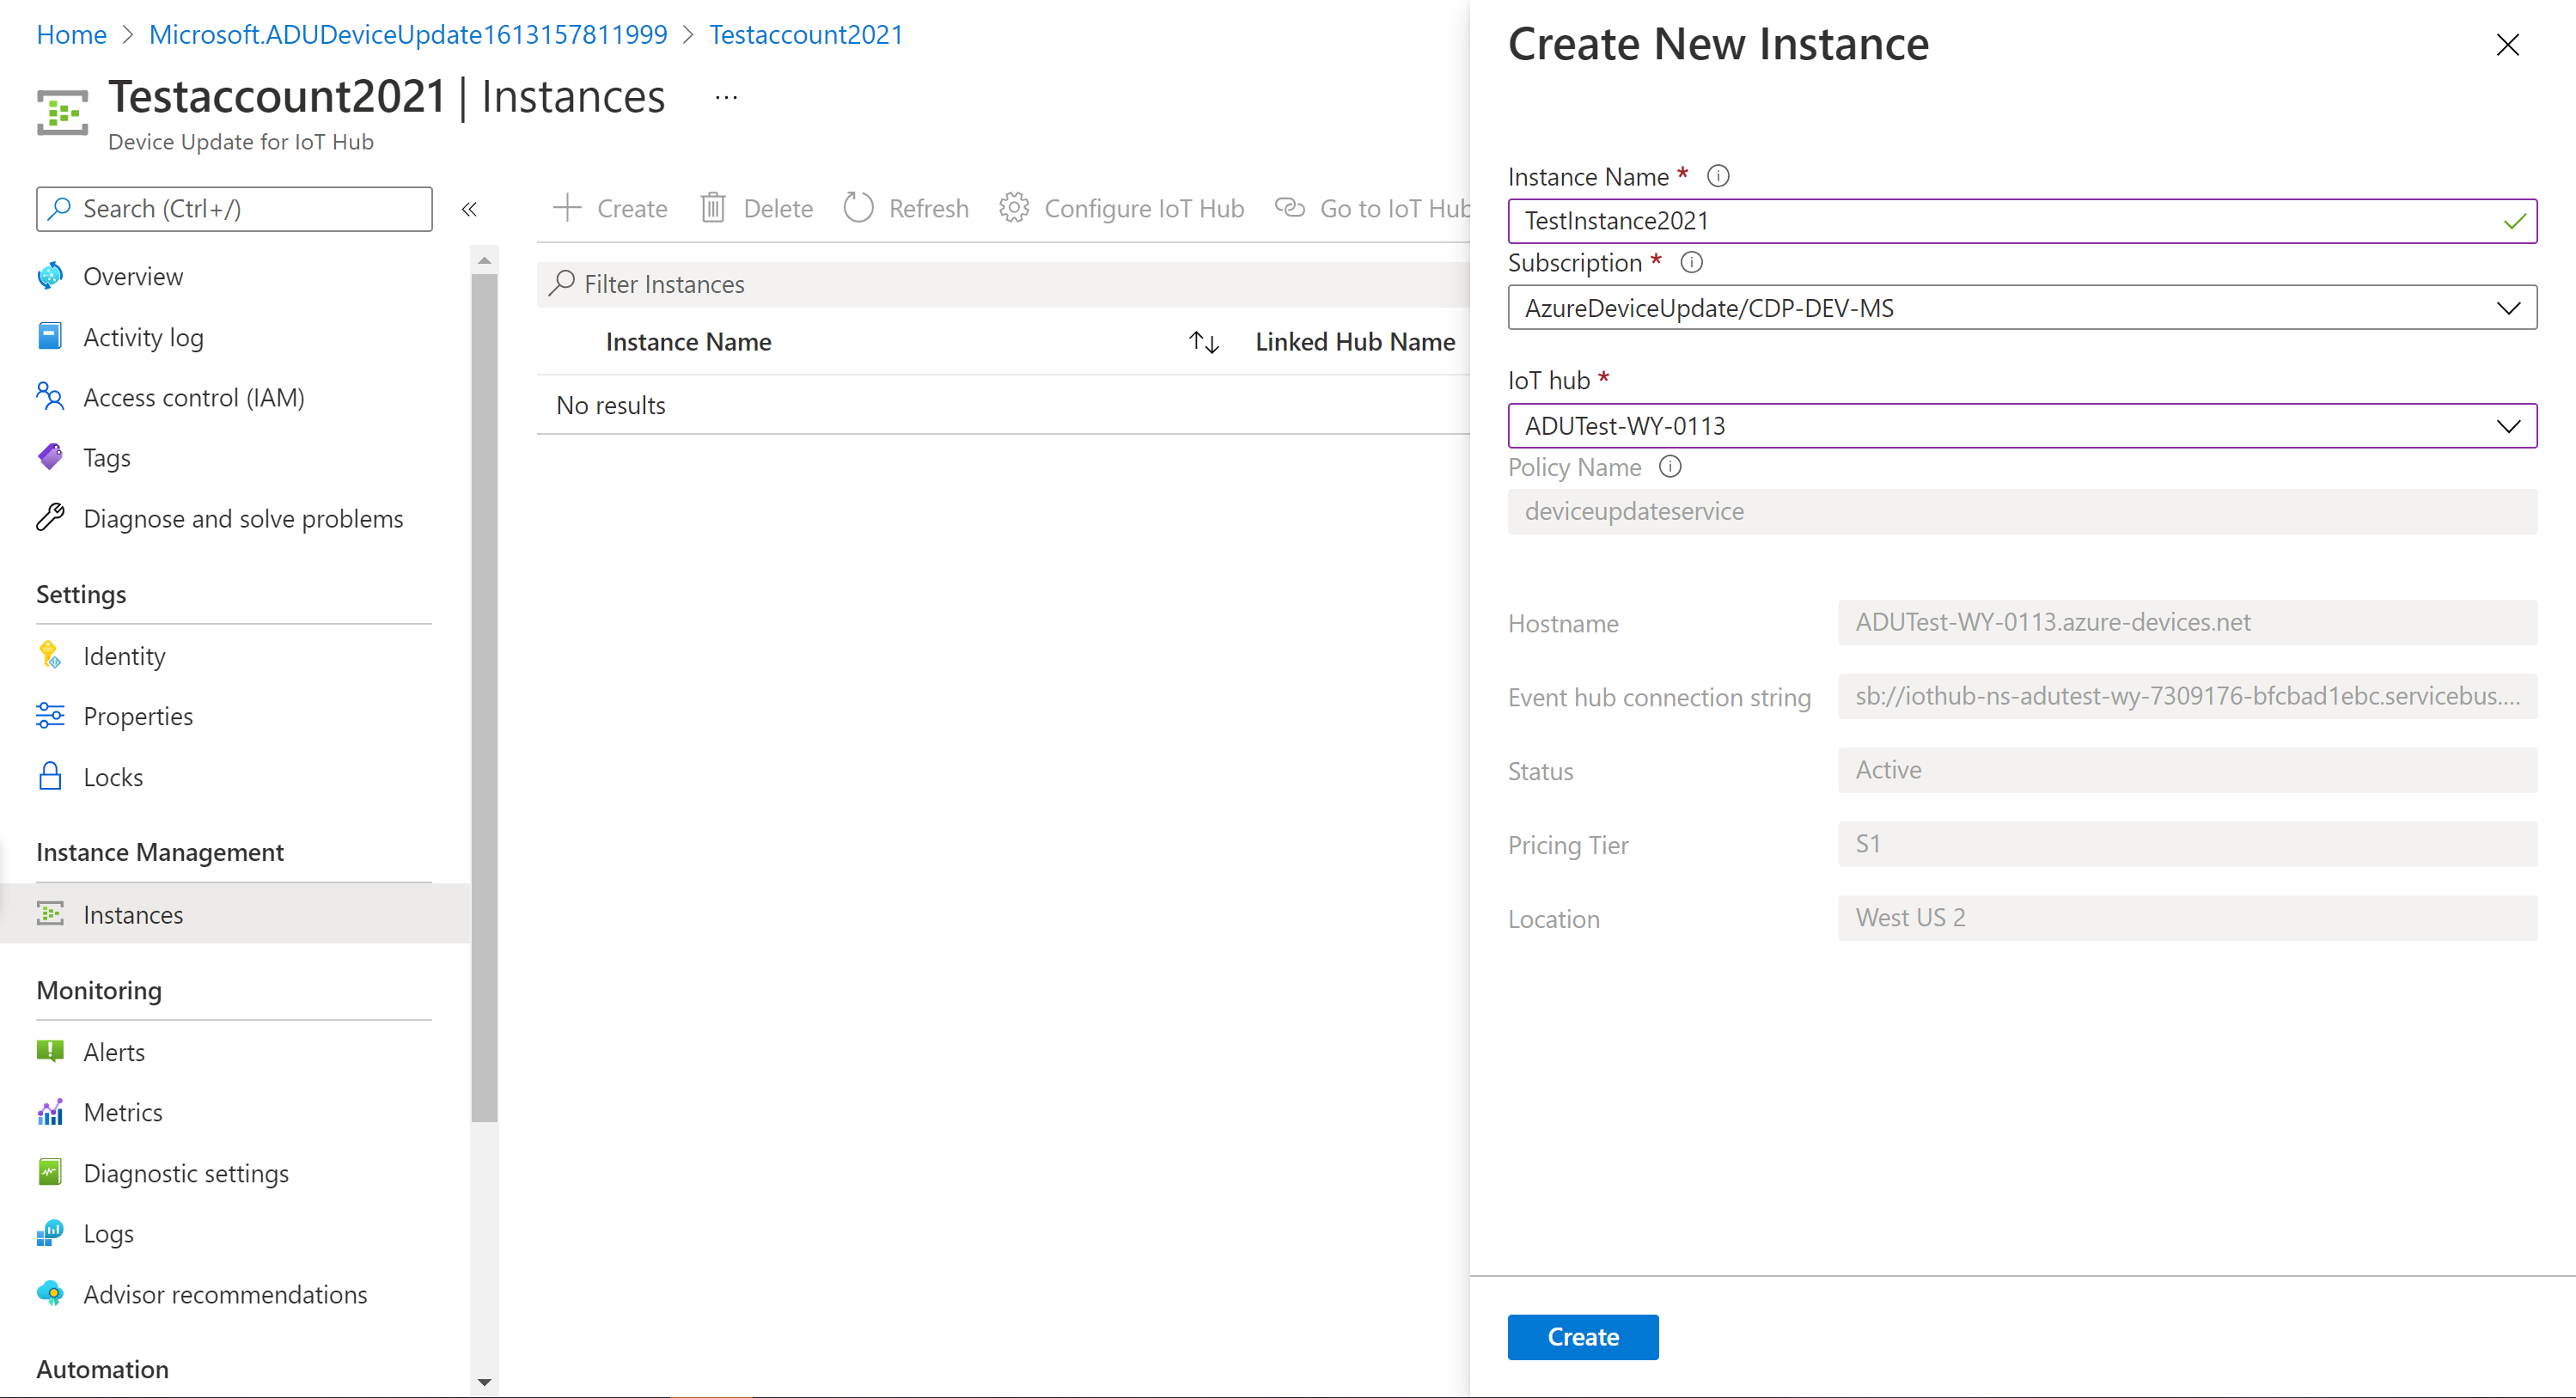 Home > Microsoft.ADUDeviceUpdate1613157811999 > Testaccount2021
Testaccount2021 | Instances ...
Device Update for IoT Hub
Search (Ctrl+/)
Overview
Activity log
Access control (IAM)
Tags
Diagnose and solve problems
Settings
Identity
Properties
Locks
Instance Management
Instances
Monitoring
Alerts
Metrics
Diagnostic settings
Logs
Advisor recommendations
Automation
Create Delete Refresh Configure IoT Hub Go to IoT Hub
Filter Instances
Instance Name Linked Hub Name
No results
Create New Instance
Instance Name *
TestInstance2021
Subscription *
AzureDeviceUpdate/CDP-DEV-MS
IoT hub *
ADUTest-WY-0113
Policy Name
deviceupdateservice
Hostname ADUTest-WY-0113.azure-devices.net
Event hub connection string sb://iothub-ns-adutest-wy-7309176-bfcbad1ebc.servicebus....
Status Active
Pricing Tier S1
Location West US 2
Create